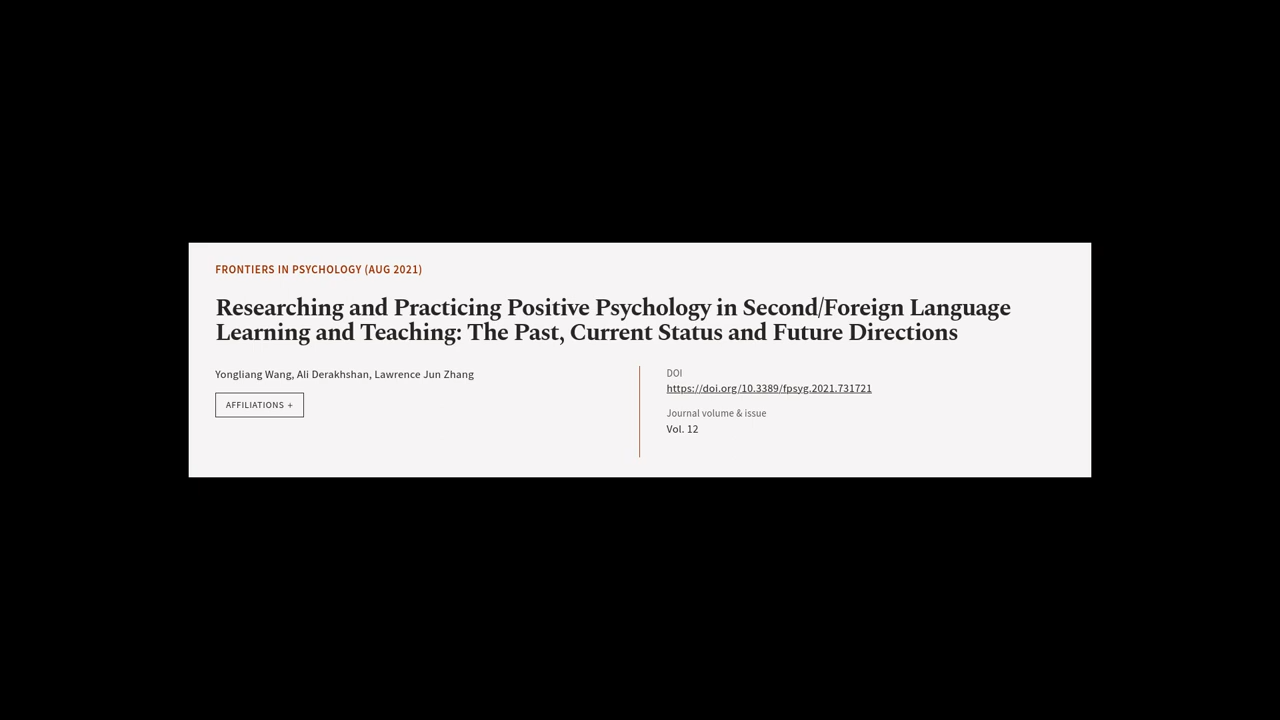 FRONTIERS IN PSYCHOLOGY (AUG 2021)
Researching and Practicing Positive Psychology in Second/Foreign Language
Learning and Teaching: The Past, Current Status and Future Directions
Yongliang Wang, Ali Derakhshan, Lawrence Jun Zhang
AFFILIATIONS +
DOI
https://doi.org/10.3389/fpsyg.2021.731721
Journal volume & issue
Vol. 12